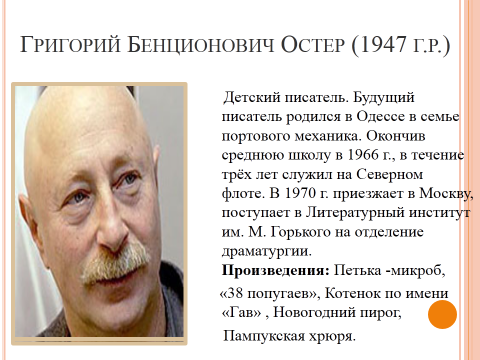 Григорий Бенционович Остер (1947 г.р.)
Детский писатель. Будущий
писатель родился в Одессе в семье
портового механика. Окончив
среднюю школу в 1966 г., в течение
трёх лет служил на Северном
флоте. В 1970 г. приезжает в Москву,
поступает в Литературный институт
им. М. Горького на отделение
драматургии.
Произведения: Петька -микроб,
«38 попугаев», Котенок по имени
«Гав» , Новогодний пирог,
Пампукская хрюря.